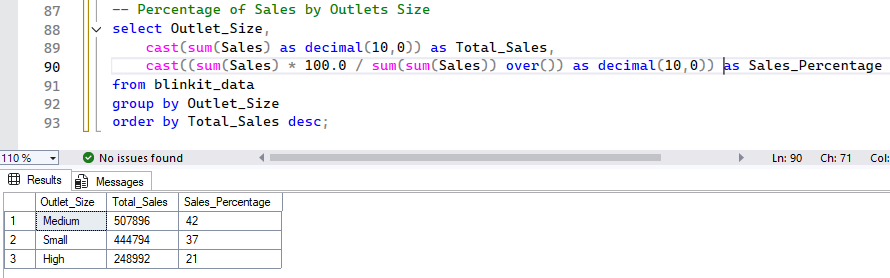 87 -- Percentage of Sales by Outlets Size
88 select Outlet_Size,
89 cast(sum(Sales) as decimal(10,0)) as Total_Sales,
90 cast((sum(Sales) * 100.0 / sum(sum(Sales)) over()) as decimal(10,0)) as Sales_Percentage
91 from blinkit_data
92 group by Outlet_Size
93 order by Total_Sales desc;
110 % No issues found Ln: 90 Ch: 71 Col:
Results Messages
Outlet_Size Total_Sales Sales_Percentage
1 Medium 507896 42
2 Small 444794 37
3 High 248992 21